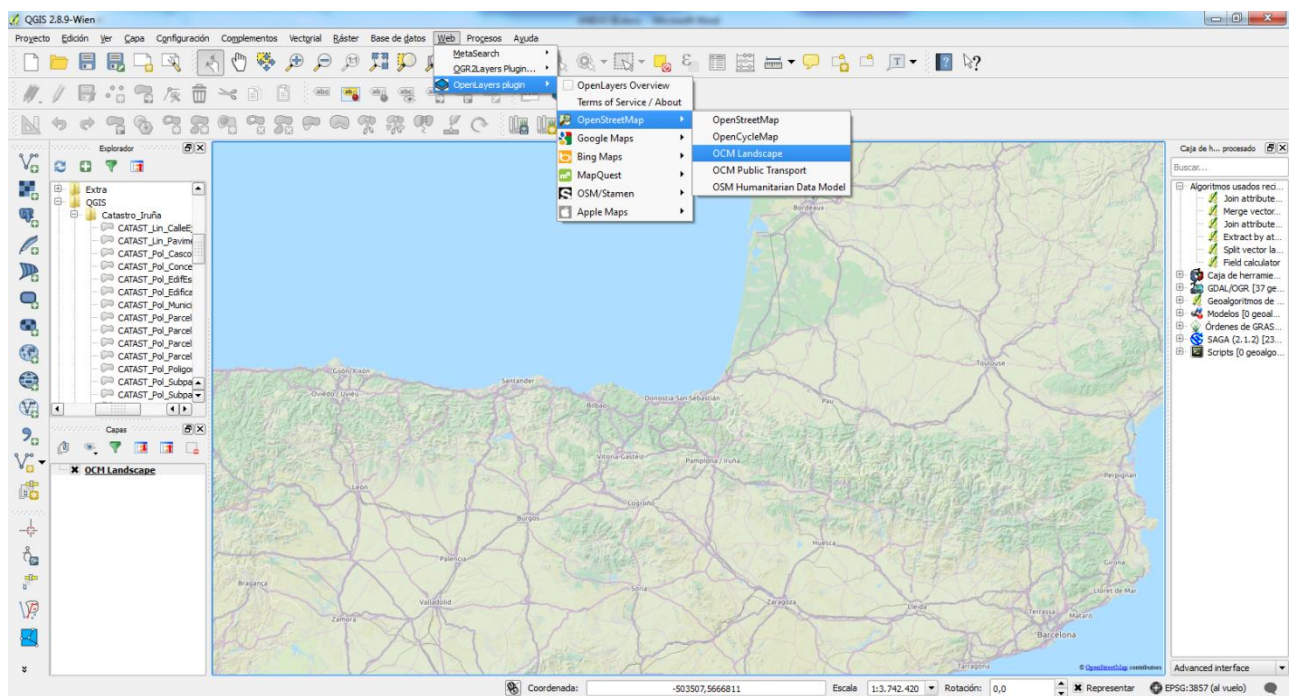 QGIS 2.8.9-Wien
Proyecto Edición Ver Capa Configuración Complementos Vectorial Ráster Base de datos Web Procesos Ayuda
MetaSearch
QGR2Layers Plugin...
OpenLayers plugin
OpenLayers Overview
Terms of Service / About
OpenStreetMap
Google Maps
Bing Maps
MapQuest
OSM/Stamen
Apple Maps
OpenStreetMap
OpenCycleMap
OCM Landscape
OCM Public Transport
OSM Humanitarian Data Model
Explorador
Extra
QGIS
Catastro_Iruña
CATAST_Lin_CalleE
CATAST_Lin_Pavime
CATAST_Pol_Casco
CATAST_Pol_Conce
CATAST_Pol_EdifEs
CATAST_Pol_Edifica
CATAST_Pol_Munici
CATAST_Pol_Parcel
CATAST_Pol_Parcel
CATAST_Pol_Parcel
CATAST_Pol_Parcel
CATAST_Pol_Poligo
CATAST_Pol_Subpa
CATAST_Pol_Subpa
Capas
OCM Landscape
Bordeaux
Toulouse
Gijón/Xixón
Santander
Oviedo / Uviéu
Bilbao
Donostia-San Sebastián
Pau
Vitoria-Gasteiz
Pamplona / Iruña
Perpignan
León
Logroño
Burgos
Huesca
Palencia
Girona
Bragança
Soria
Lloret de Mar
Valladolid
Zaragoza
Lleida
Zamora
Terrassa
Mataró
Barcelona
Tarragona
© OpenStreetMap contributors
Caja de h... procesado
Buscar...
Algoritmos usados reci...
Join attribute...
Merge vector...
Join attribute...
Extract by at...
Split vector la...
Field calculator
Caja de herramie...
GDAL/OGR [37 ge...
Geoalgoritmos de ...
Modelos [0 geoal...
Órdenes de GRAS...
SAGA (2.1.2) [23...
Scripts [0 geoalgo...
Advanced interface
Coordenada: -503507,5666811 Escala 1:3.742.420 Rotación: 0,0 Representar EPSG:3857 (al vuelo)